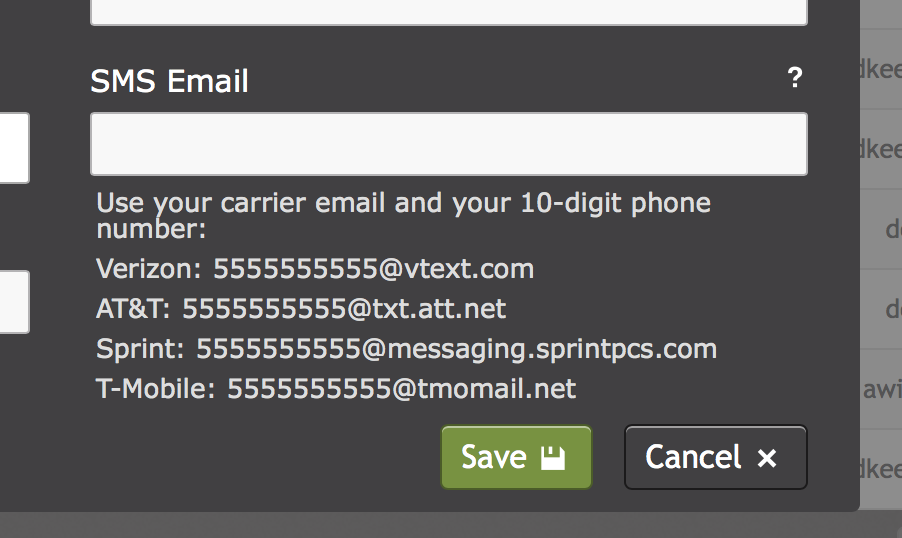 SMS Email ?
Use your carrier email and your 10-digit phone
number:
Verizon: 5555555555@vtext.com
AT&T: 5555555555@txt.att.net
Sprint: 5555555555@messaging.sprintpcs.com
T-Mobile: 5555555555@tmomail.net
Save
Cancel